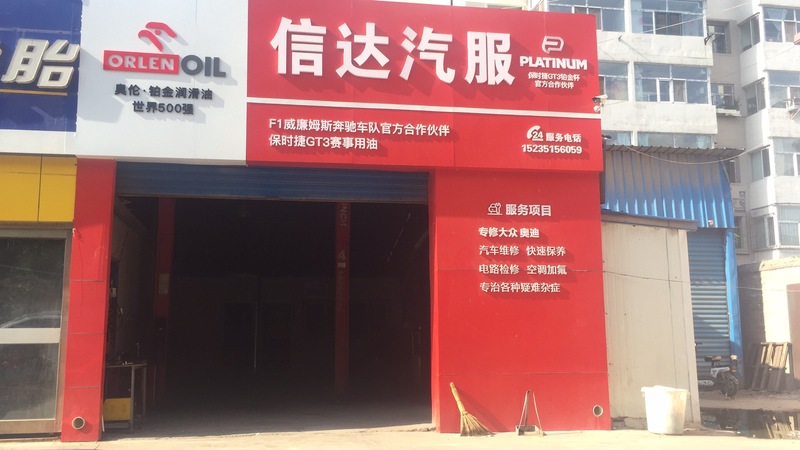 胎
ORLEN OIL
奥伦·铂金润滑油
世界500強
信达汽服
PLATINUM
保时捷GT3铂金杯
官方合作伙伴
F1威廉姆斯奔驰车队官方合作伙伴
保时捷GT3赛事用油
24 服务电话
15235156059
服务项目
专修大众 奥迪
汽车维修 快速保养
电路检修 空调加氟
专治各种疑难杂症
4